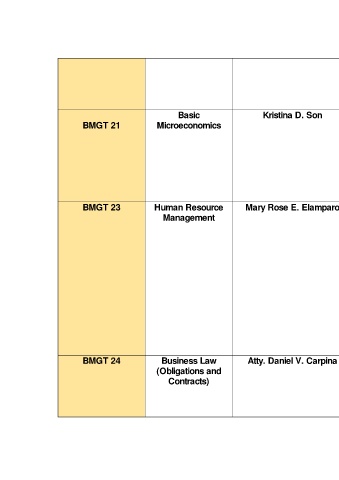 Basic Kristina D. Son
BMGT 21 Microeconomics
BMGT 23 Human Resource Mary Rose E. Elamparo
Management
BMGT 24 Business Law Atty. Daniel V. Carpina
(Obligations and
Contracts)